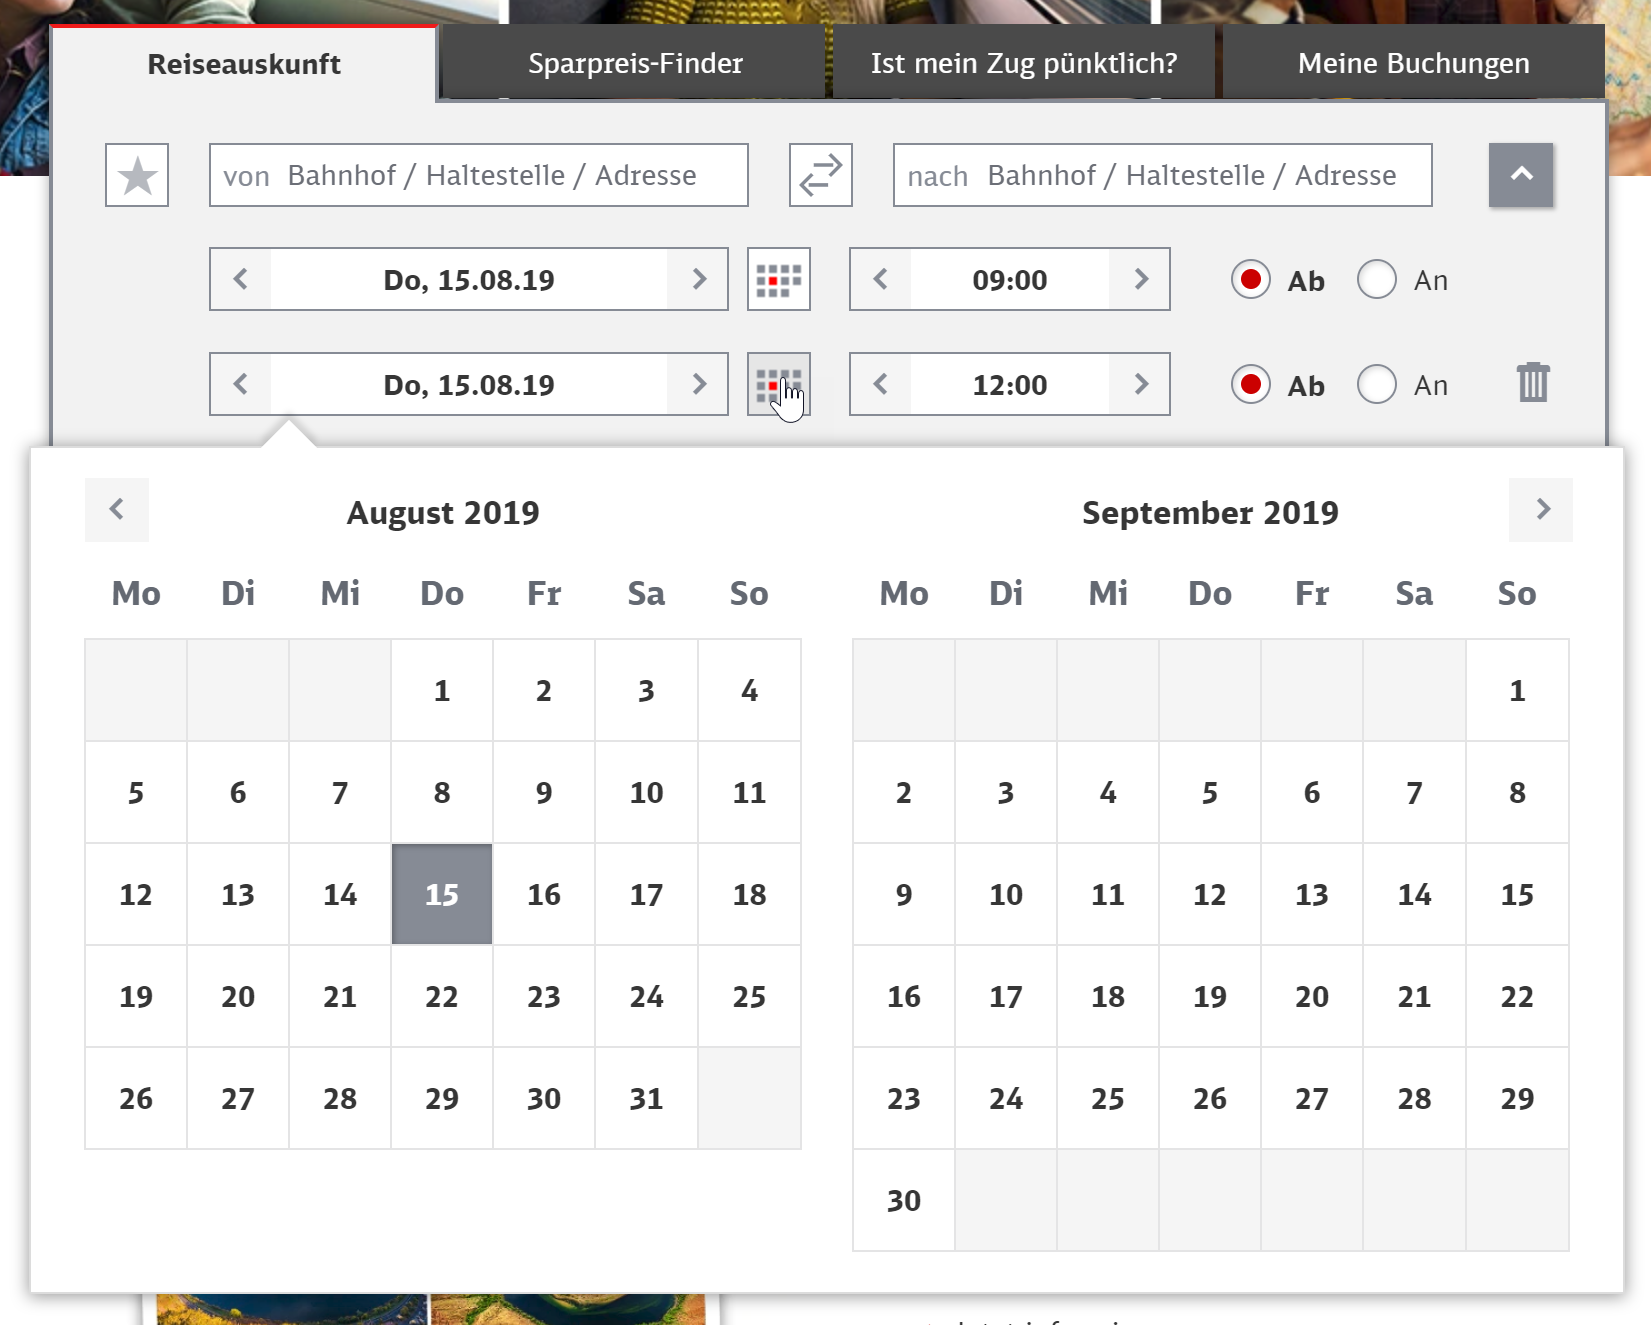 Reiseauskunft Sparpreis-Finder Ist mein Zug pünktlich? Meine Buchungen
von Bahnhof / Haltestelle / Adresse nach Bahnhof / Haltestelle / Adresse
Do, 15.08.19 09:00 Ab An
Do, 15.08.19 12:00 Ab An
August 2019
Mo Di Mi Do Fr Sa So
1 2 3 4
5 6 7 8 9 10 11
12 13 14 15 16 17 18
19 20 21 22 23 24 25
26 27 28 29 30 31
September 2019
Mo Di Mi Do Fr Sa So
1
2 3 4 5 6 7 8
9 10 11 12 13 14 15
16 17 18 19 20 21 22
23 24 25 26 27 28 29
30